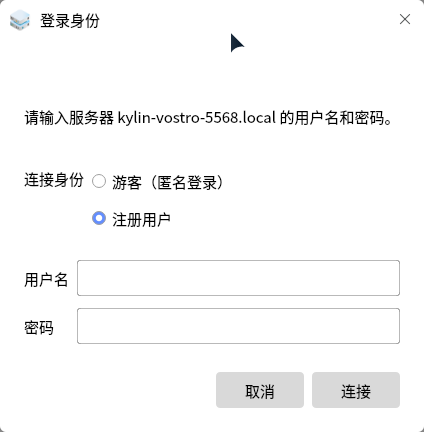 登录身份
请输入服务器 kylin-vostro-5568.local 的用户名和密码。
连接身份 游客（匿名登录）
注册用户
用户名
密码
取消 连接